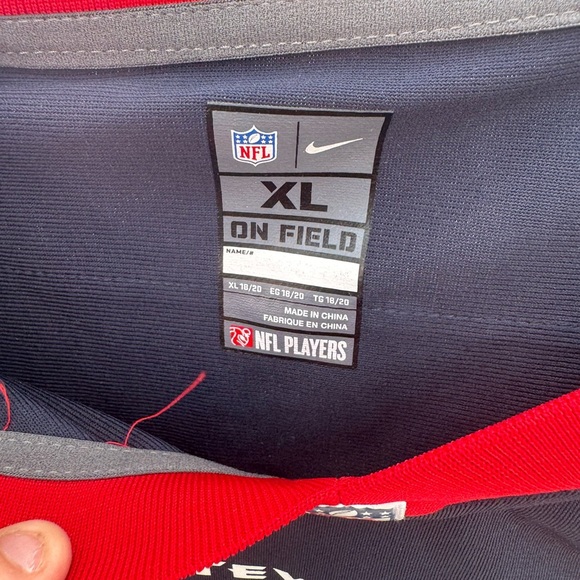 NFL
XL
ON FIELD
NAME/#
XL 18/20 EG 18/20 TG 18/20
MADE IN CHINA
FABRIQUE EN CHINA
NFL PLAYERS